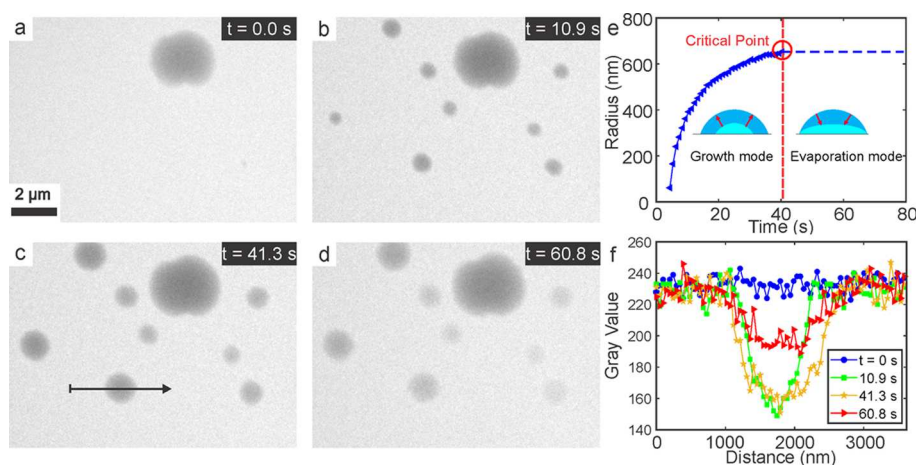 a
t = 0.0 s
2 μm
b
t = 10.9 s
c
t = 41.3 s
d
t = 60.8 s
e
800
600
400
200
0
Radius (nm)
Critical Point
Growth mode
Evaporation mode
0 20 40 60 80
Time (s)
f
260
240
220
200
180
160
140
Gray Value
t = 0 s
10.9 s
41.3 s
60.8 s
0 1000 2000 3000
Distance (nm)